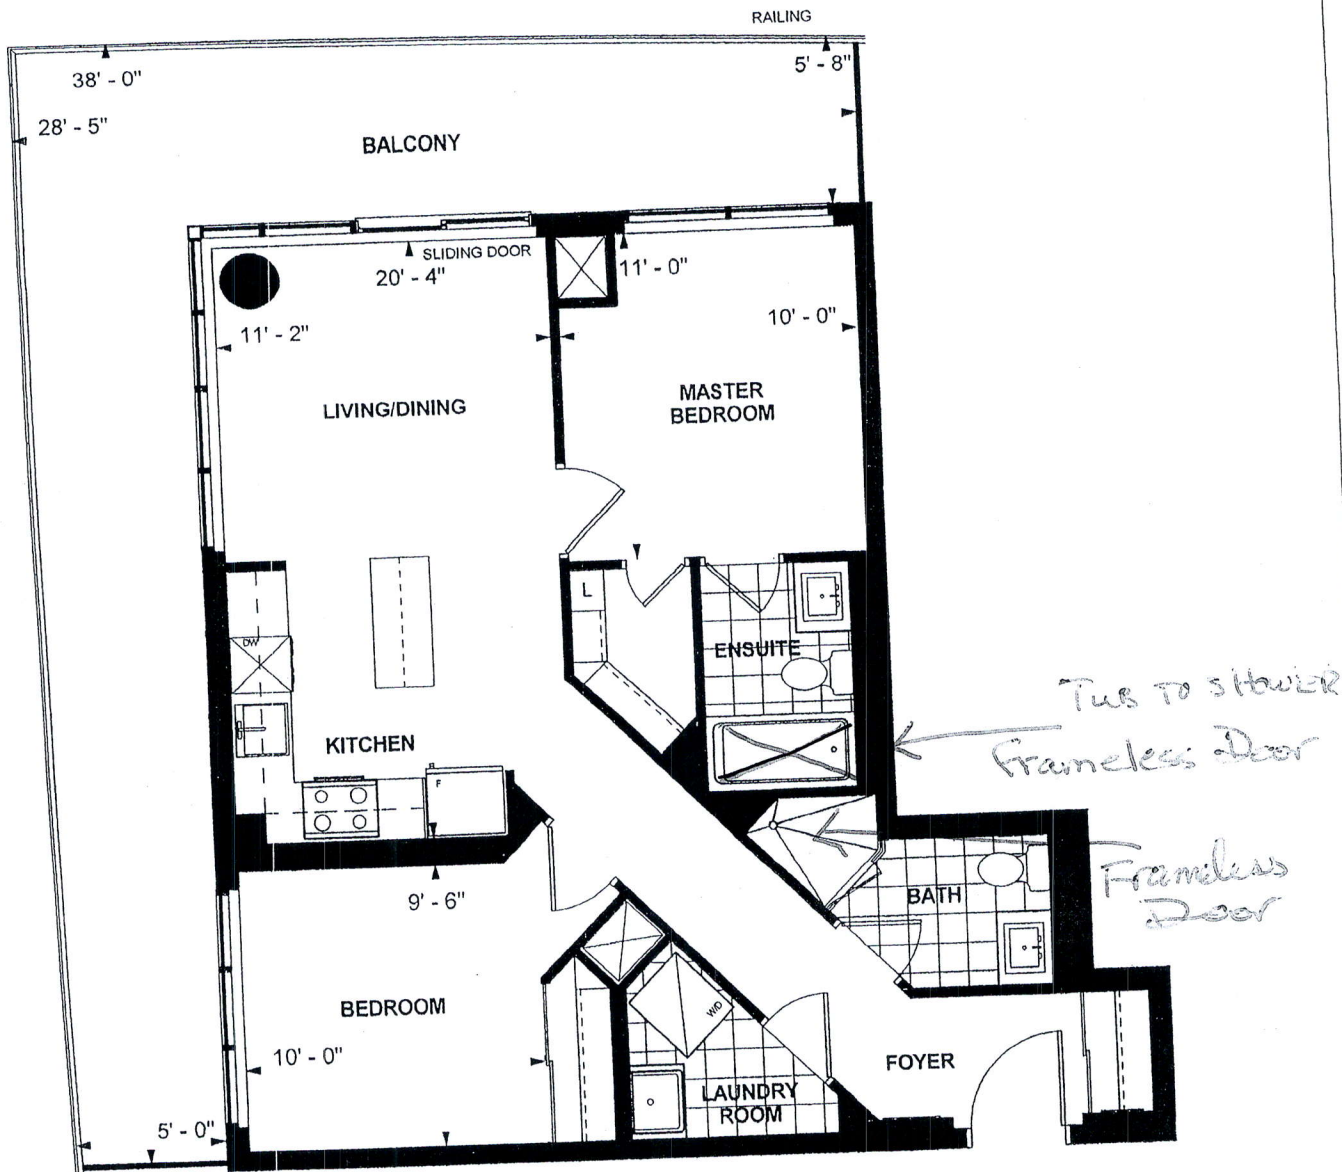 RAILING
38' - 0"
5' - 8"
28' - 5"
BALCONY
SLIDING DOOR
20' - 4"
11' - 0"
11' - 2"
10' - 0"
MASTER
BEDROOM
LIVING/DINING
L
DW
ENSUITE
TUB TO SHOWER
Frameless Door
KITCHEN
F
Frameless
Door
9' - 6"
BATH
BEDROOM
W/D
10' - 0"
FOYER
LAUNDRY
ROOM
5' - 0"